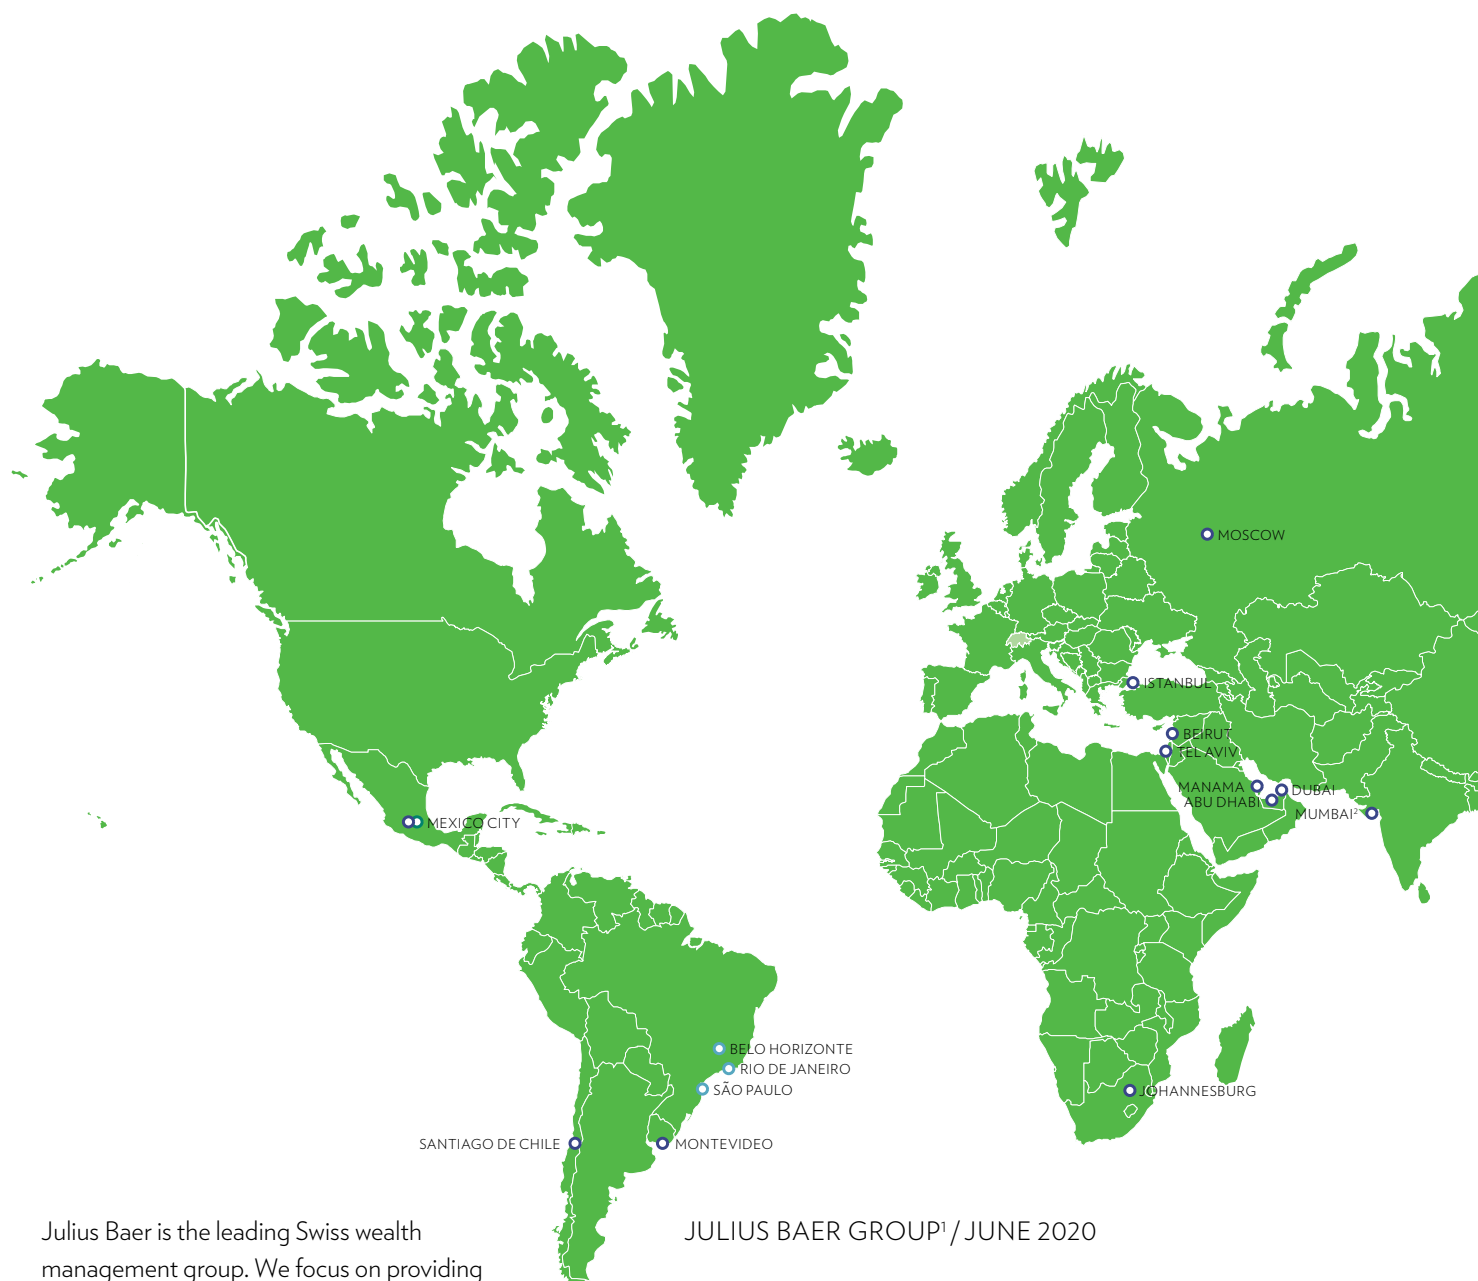 MOSCOW
ISTANBUL
BEIRUT
TEL AVIV
MANAMA
DUBAI
ABU DHABI
MUMBAI²
MEXICO CITY
BELO HORIZONTE
RIO DE JANEIRO
SÃO PAULO
JOHANNESBURG
SANTIAGO DE CHILE
MONTEVIDEO
Julius Baer is the leading Swiss wealth
management group. We focus on providing
JULIUS BAER GROUP¹ / JUNE 2020